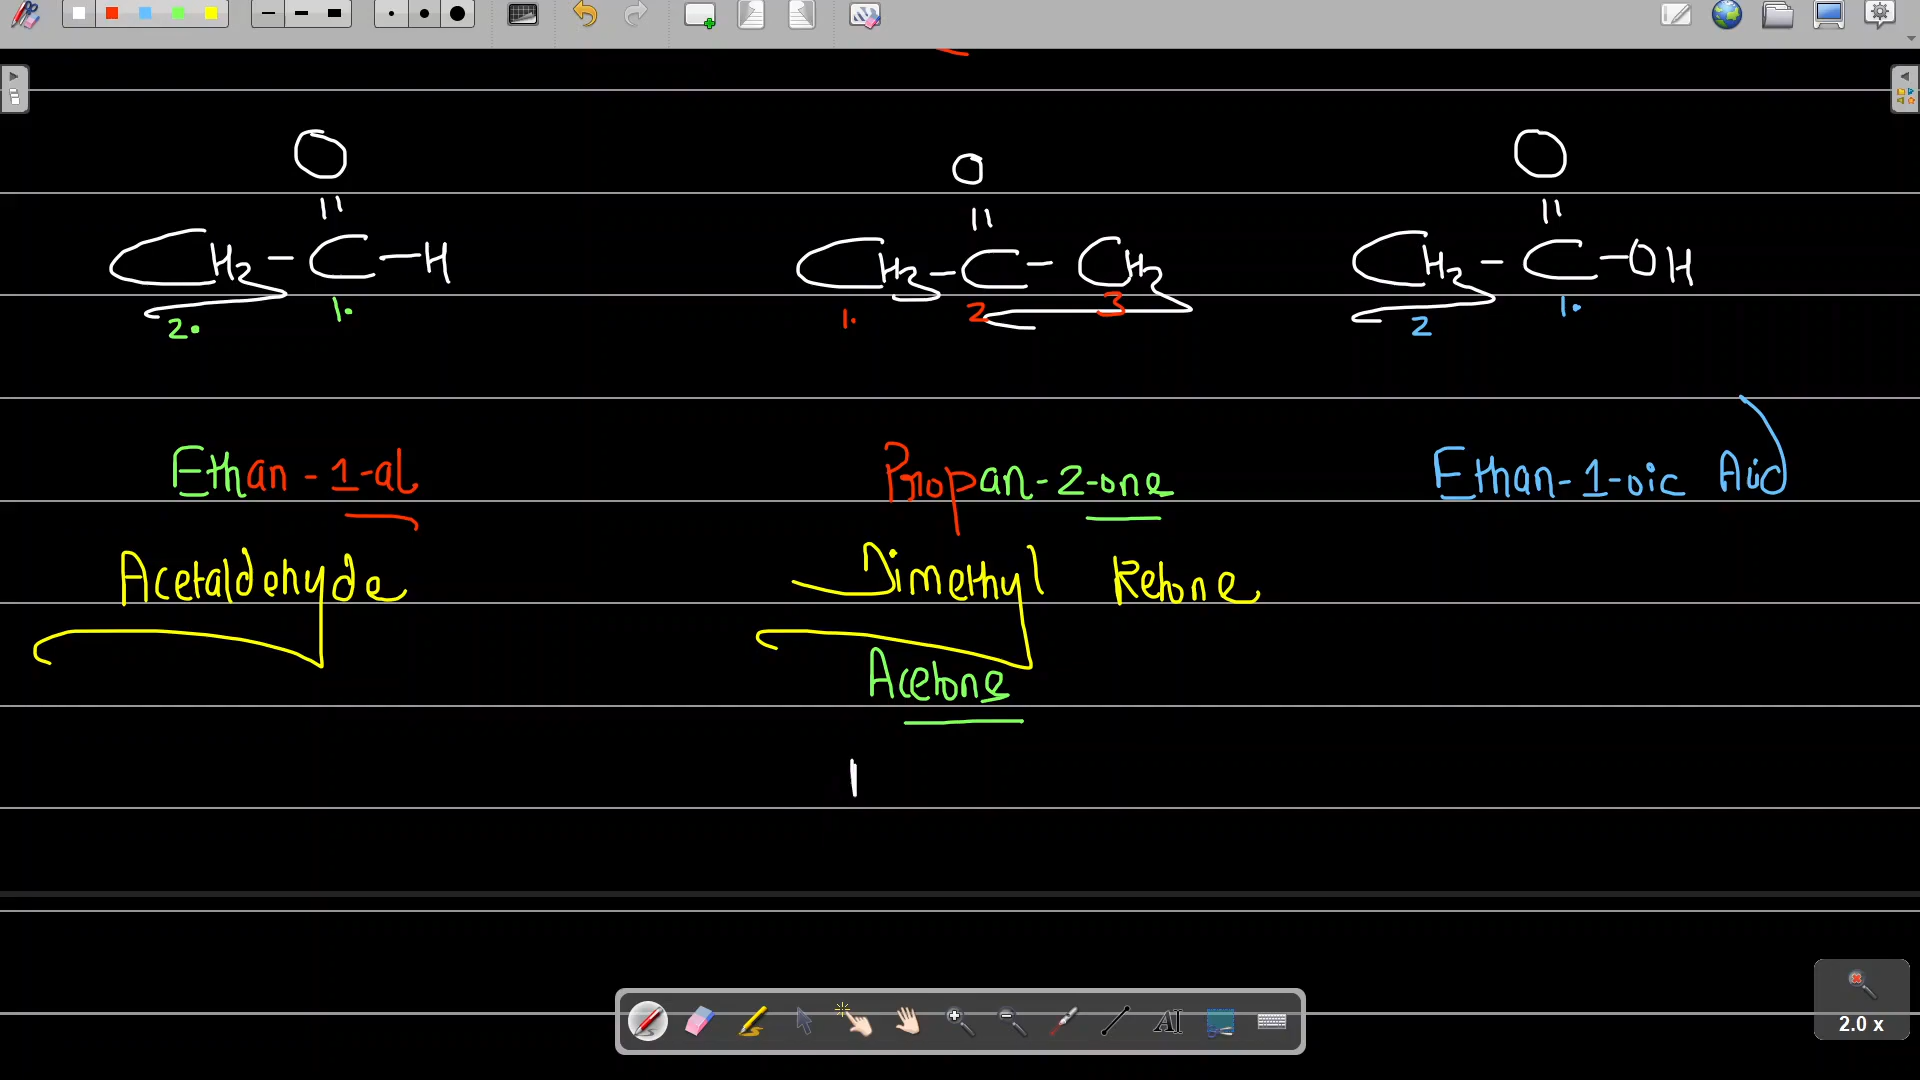 O O O
|| || ||
CH3 - C - H CH3 - C - CH3 CH3 - C - OH
2. 1. 1. 2 3 2 1.
Ethan - 1-al Propan-2-one Ethan-1-oic Acid
Acetaldehyde Dimethyl Ketone
Acetone
AI
2.0 x